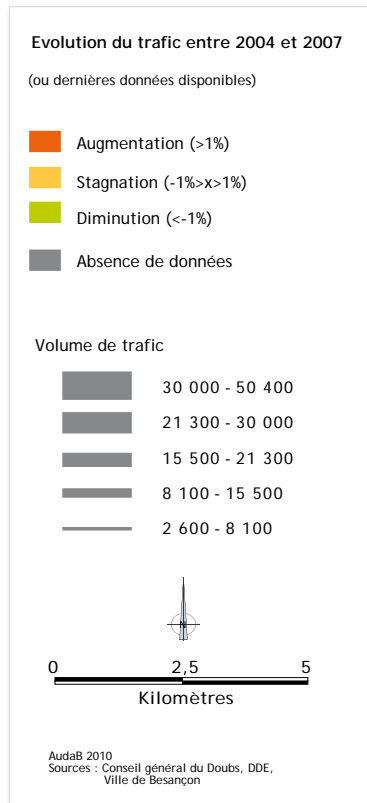 Evolution du trafic entre 2004 et 2007
(ou dernières données disponibles)
Augmentation (>1%)
Stagnation (-1%>x>1%)
Diminution (<-1%)
Absence de données
Volume de trafic
30 000 - 50 400
21 300 - 30 000
15 500 - 21 300
8 100 - 15 500
2 600 - 8 100
N
0 2,5 5
Kilomètres
AudaB 2010
Sources : Conseil général du Doubs, DDE,
Ville de Besançon